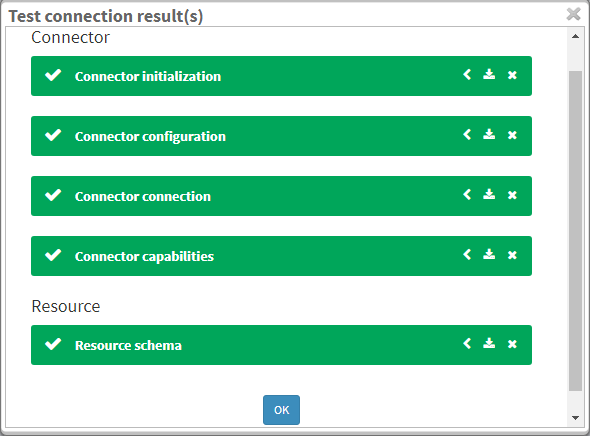 Test connection result(s)
Connector
Connector initialization
Connector configuration
Connector connection
Connector capabilities
Resource
Resource schema
OK